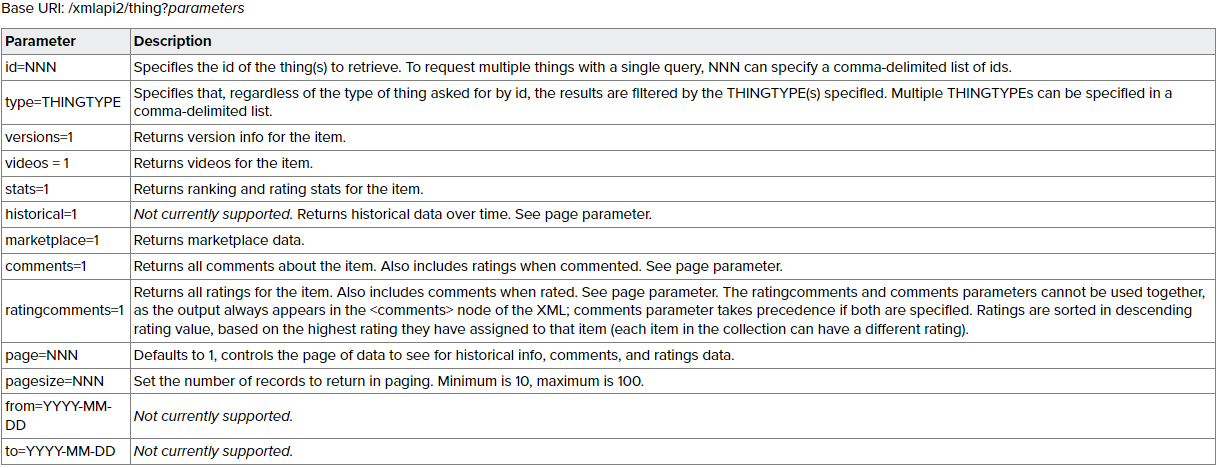 Base URI: /xmlapi2/thing?parameters
Parameter Description
id=NNN Specifies the id of the thing(s) to retrieve. To request multiple things with a single query, NNN can specify a comma-delimited list of ids.
type=THINGTYPE Specifies that, regardless of the type of thing asked for by id, the results are filtered by the THINGTYPE(s) specified. Multiple THINGTYPEs can be specified in a
comma-delimited list.
versions=1 Returns version info for the item.
videos = 1 Returns videos for the item.
stats=1 Returns ranking and rating stats for the item.
historical=1 Not currently supported. Returns historical data over time. See page parameter.
marketplace=1 Returns marketplace data.
comments=1 Returns all comments about the item. Also includes ratings when commented. See page parameter.
ratingcomments=1 Returns all ratings for the item. Also includes comments when rated. See page parameter. The ratingcomments and comments parameters cannot be used together,
as the output always appears in the <comments> node of the XML; comments parameter takes precedence if both are specified. Ratings are sorted in descending
rating value, based on the highest rating they have assigned to that item (each item in the collection can have a different rating).
page=NNN Defaults to 1, controls the page of data to see for historical info, comments, and ratings data.
pagesize=NNN Set the number of records to return in paging. Minimum is 10, maximum is 100.
from=YYYY-MM-
DD Not currently supported.
to=YYYY-MM-DD Not currently supported.